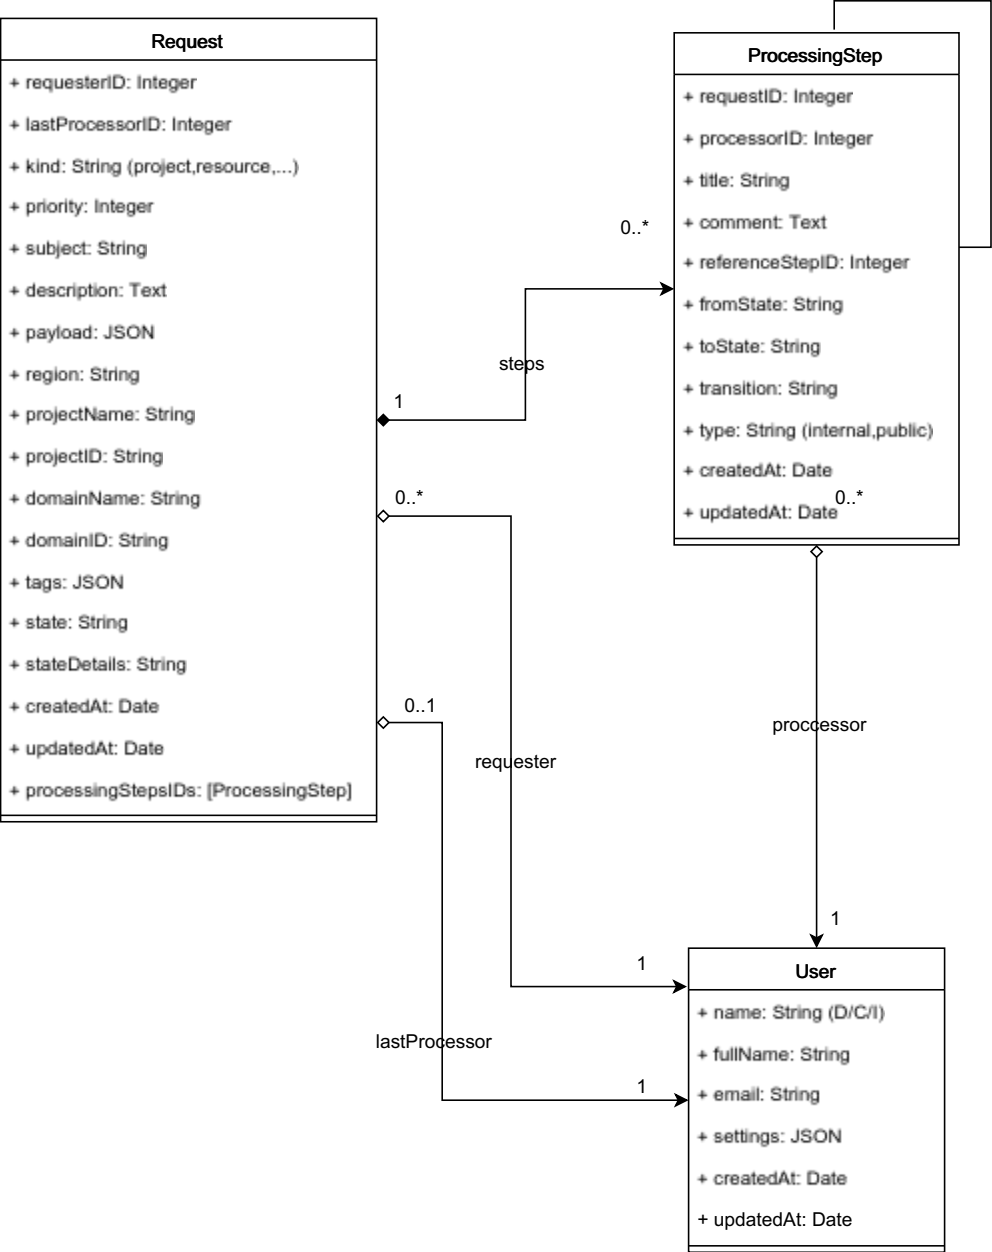 Request
+ requesterID: Integer
+ lastProcessorID: Integer
+ kind: String (project,resource,...)
+ priority: Integer
+ subject: String
+ description: Text
+ payload: JSON
+ region: String
+ projectName: String
+ projectID: String
+ domainName: String
+ domainID: String
+ tags: JSON
+ state: String
+ stateDetails: String
+ createdAt: Date
+ updatedAt: Date
+ processingStepsIDs: [ProcessingStep]
ProcessingStep
+ requestID: Integer
+ processorID: Integer
+ title: String
+ comment: Text
+ referenceStepID: Integer
+ fromState: String
+ toState: String
+ transition: String
+ type: String (internal,public)
+ createdAt: Date
+ updatedAt: Date
0..*
0..*
steps
1
0..*
0..1
requester
proccessor
lastProcessor
1
1
1
User
+ name: String (D/C/I)
+ fullName: String
+ email: String
+ settings: JSON
+ createdAt: Date
+ updatedAt: Date